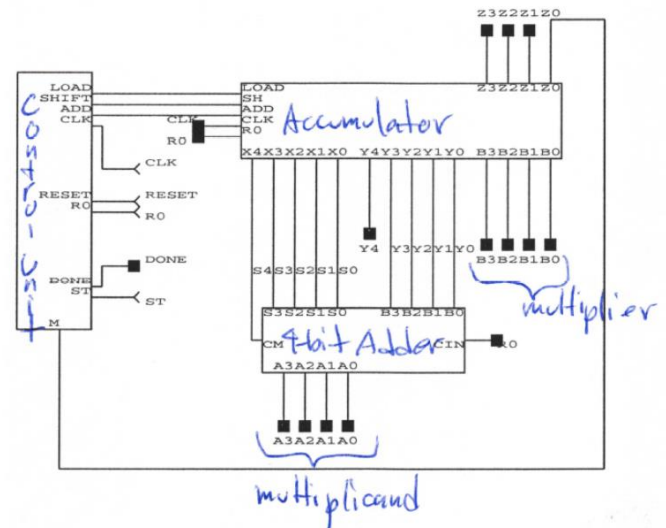 Z3Z2Z1Z0
LOAD
SHIFT
ADD
CLK
CLK
RESET
R0
RESET
R0
DONE
DONE
ST
ST
M
Control Unit
LOAD
SH
ADD
CLK
R0
CLK
R0
Accumulator
Z3Z2Z1Z0
X4X3X2X1X0
Y4Y3Y2Y1Y0
B3B2B1B0
Y4
Y3Y2Y1Y0
B3B2B1B0
multiplier
S4S3S2S1S0
S3S2S1S0
B3B2B1B0
4-bit Adder
CIN
R0
A3A2A1A0
A3A2A1A0
multiplicand